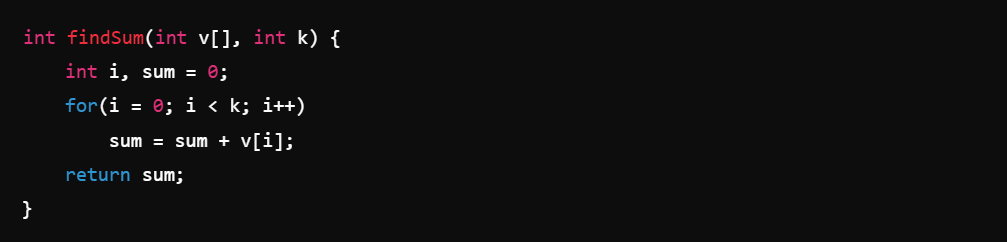 int findSum(int v[], int k) {
    int i, sum = 0;
    for(i = 0; i < k; i++)
        sum = sum + v[i];
    return sum;
}